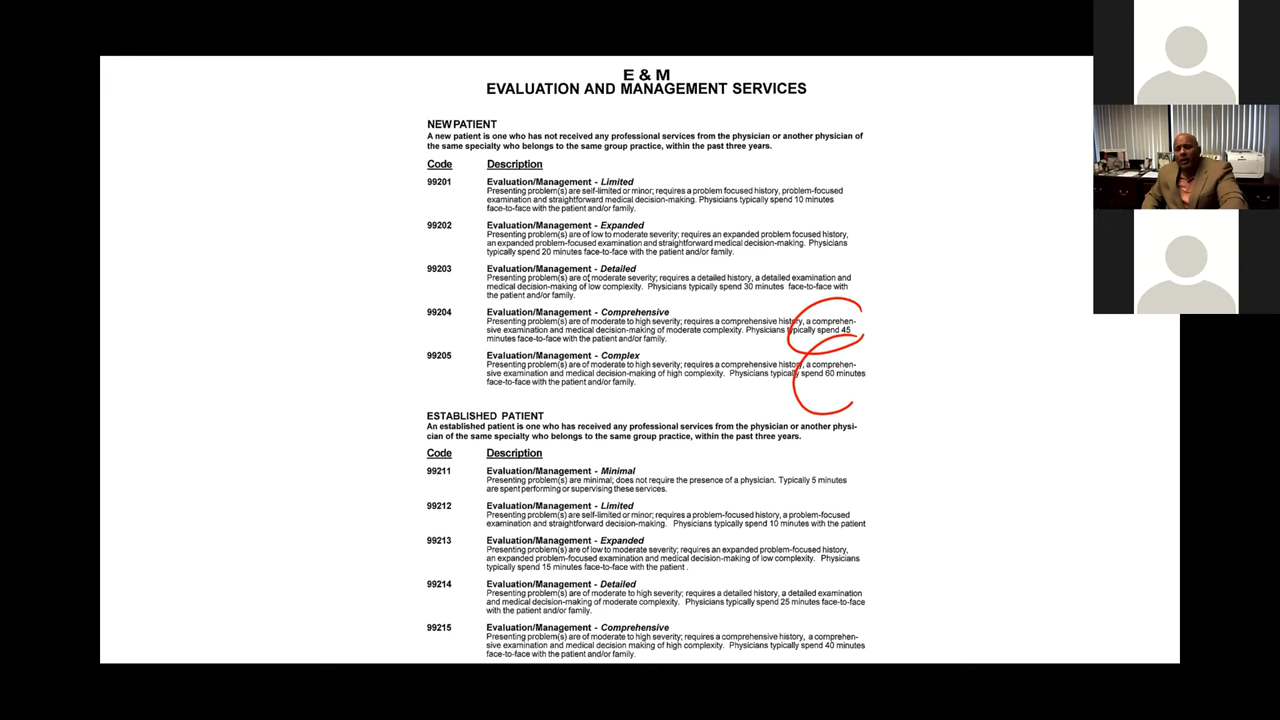 E & M
EVALUATION AND MANAGEMENT SERVICES
NEW PATIENT
A new patient is one who has not received any professional services from the physician or another physician of
the same specialty who belongs to the same group practice, within the past three years.
Code Description
99201 Evaluation/Management - Limited
Presenting problem(s) are self-limited or minor; requires a problem focused history, problem-focused
examination and straightforward medical decision-making. Physicians typically spend 10 minutes
face-to-face with the patient and/or family.
99202 Evaluation/Management - Expanded
Presenting problem(s) are of low to moderate severity; requires an expanded problem focused history,
an expanded problem-focused examination and straightforward medical decision-making. Physicians
typically spend 20 minutes face-to-face with the patient and/or family.
99203 Evaluation/Management - Detailed
Presenting problem(s) are of moderate severity; requires a detailed history, a detailed examination and
medical decision-making of low complexity. Physicians typically spend 30 minutes face-to-face with
the patient and/or family.
99204 Evaluation/Management - Comprehensive
Presenting problem(s) are of moderate to high severity; requires a comprehensive history, a comprehen-
sive examination and medical decision-making of moderate complexity. Physicians typically spend 45
minutes face-to-face with the patient and/or family.
99205 Evaluation/Management - Complex
Presenting problem(s) are of moderate to high severity; requires a comprehensive history, a comprehen-
sive examination and medical decision-making of high complexity. Physicians typically spend 60 minutes
face-to-face with the patient and/or family.
ESTABLISHED PATIENT
An established patient is one who has received any professional services from the physician or another physi-
cian of the same specialty who belongs to the same group practice, within the past three years.
Code Description
99211 Evaluation/Management - Minimal
Presenting problem(s) are minimal; does not require the presence of a physician. Typically 5 minutes
are spent performing or supervising these services.
99212 Evaluation/Management - Limited
Presenting problem(s) are self-limited or minor; requires a problem-focused history, a problem-focused
examination and straightforward decision-making. Physicians typically spend 10 minutes with the patient
99213 Evaluation/Management - Expanded
Presenting problem(s) are of low to moderate severity; requires an expanded problem-focused history,
an expanded problem-focused examination and medical decision-making of low complexity. Physicians
typically spend 15 minutes face-to-face with the patient .
99214 Evaluation/Management - Detailed
Presenting problem(s) are of moderate to high severity; requires a detailed history, a detailed examination
and medical decision-making of moderate complexity. Physicians typically spend 25 minutes face-to-face
with the patient and/or family.
99215 Evaluation/Management - Comprehensive
Presenting problem(s) are of moderate to high severity; requires a comprehensive history, a comprehen-
sive examination and medical decision making of high complexity. Physicians typically spend 40 minutes
face-to-face with the patient and/or family.